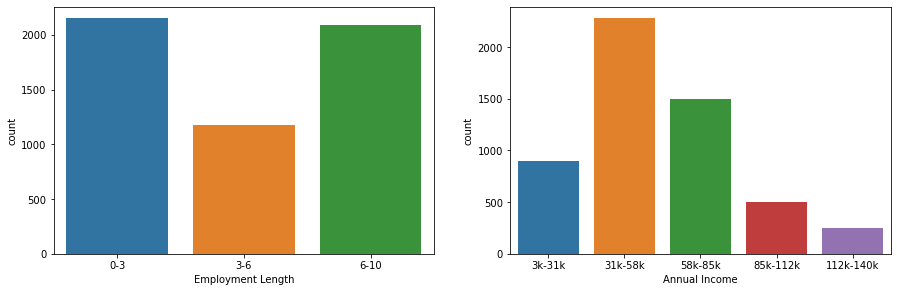 count
2000
1500
1000
500
0
0-3 3-6 6-10
Employment Length
count
2000
1500
1000
500
0
3k-31k 31k-58k 58k-85k 85k-112k 112k-140k
Annual Income